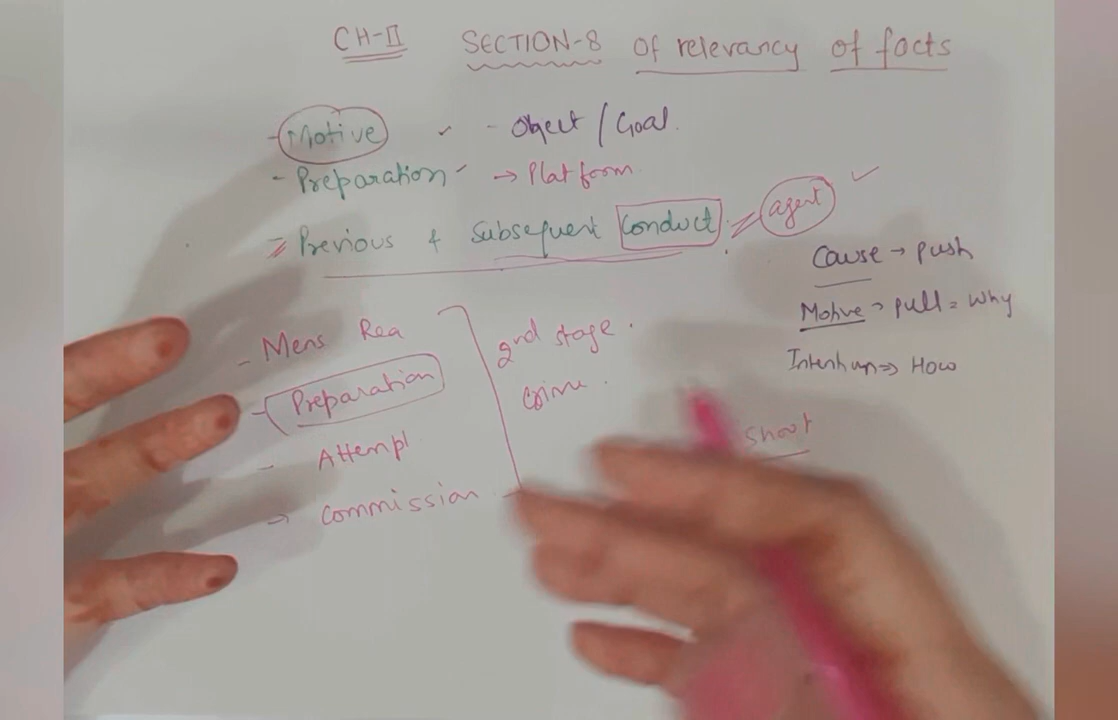 CH-II SECTION-8 of relevancy of facts
- Motive ✓ - Object / Goal.
- Preparation → Platform
Previous & Subsequent Conduct. agent ✓
Cause → push
Motive → pull = Why
Intention ⇒ How
- Mens Rea
- Preparation
- Attempt
→ Commission
2nd stage.
crime.
shoot